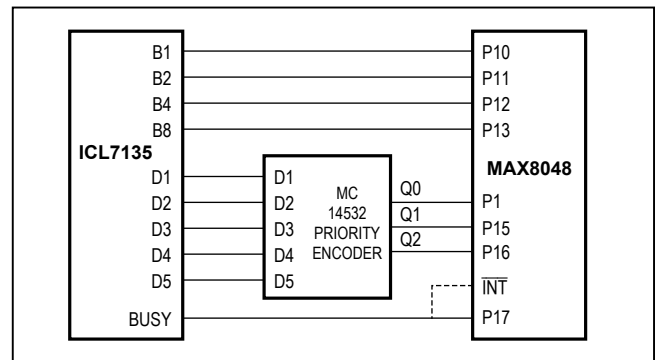 B1
B2
B4
B8
ICL7135
D1
D2
D3
D4
D5
BUSY
D1
D2
D3
D4
D5
MC
14532
PRIORITY
ENCODER
Q0
Q1
Q2
P10
P11
P12
P13
MAX8048
P1
P15
P16
INT
P17